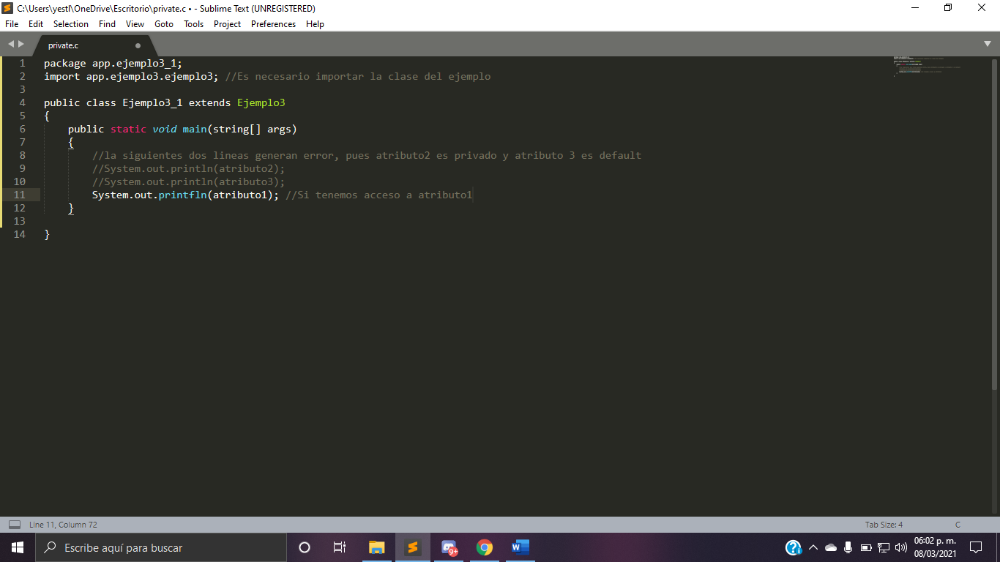 C:\Users\yestl\OneDrive\Escritorio\private.c • - Sublime Text (UNREGISTERED)
File Edit Selection Find View Goto Tools Project Preferences Help
private.c
1 package app.ejemplo3_1;
2 import app.ejemplo3.ejemplo3; //Es necesario importar la clase del ejemplo
3
4 public class Ejemplo3_1 extends Ejemplo3
5 {
6 public static void main(string[] args)
7 {
8 //la siguientes dos lineas generan error, pues atributo2 es privado y atributo 3 es default
9 //System.out.println(atributo2);
10 //System.out.println(atributo3);
11 System.out.printfln(atributo1); //Si tenemos acceso a atributo1
12 }
13
14 }
Line 11, Column 72 Tab Size: 4 C
Escribe aquí para buscar
9+
06:02 p. m.
08/03/2021